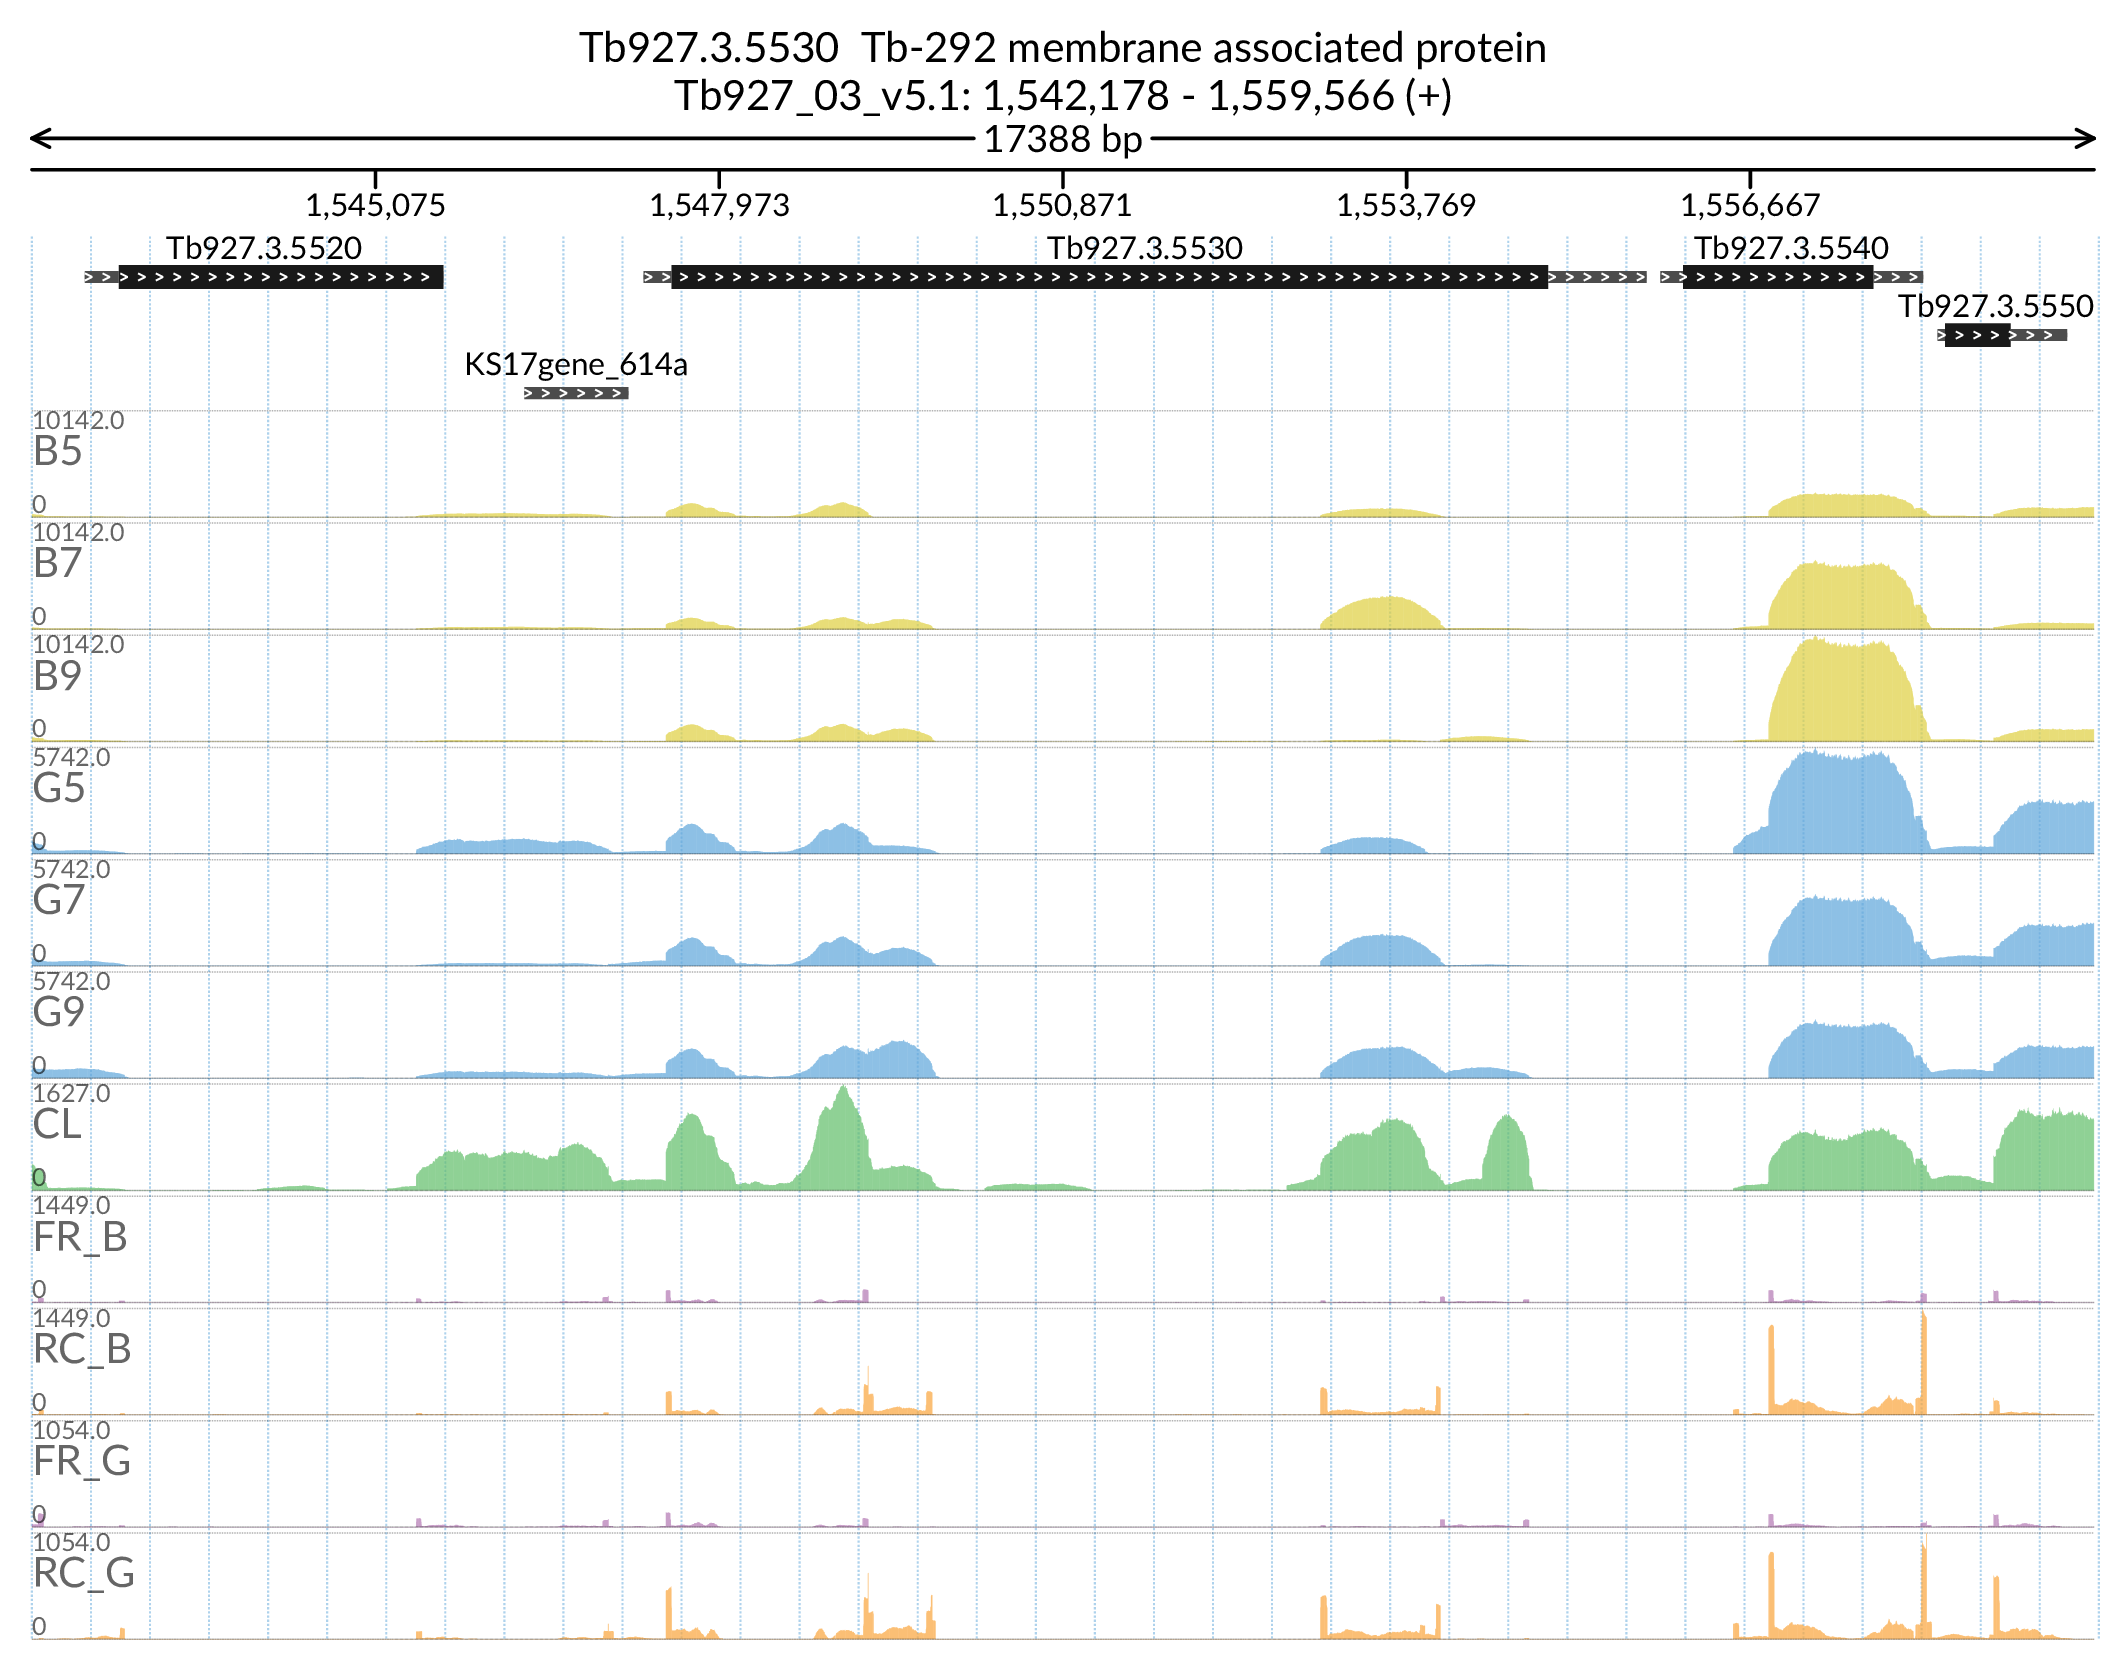 Tb927.3.5530  Tb-292 membrane associated protein
Tb927_03_v5.1: 1,542,178 - 1,559,566 (+)
17388 bp
1,545,075 1,547,973 1,550,871 1,553,769 1,556,667
Tb927.3.5520 Tb927.3.5530 Tb927.3.5540
Tb927.3.5550
KS17gene_614a
10142.0
B5
0
10142.0
B7
0
10142.0
B9
0
5742.0
G5
0
5742.0
G7
0
5742.0
G9
0
1627.0
CL
0
1449.0
FR_B
0
1449.0
RC_B
0
1054.0
FR_G
0
1054.0
RC_G
0